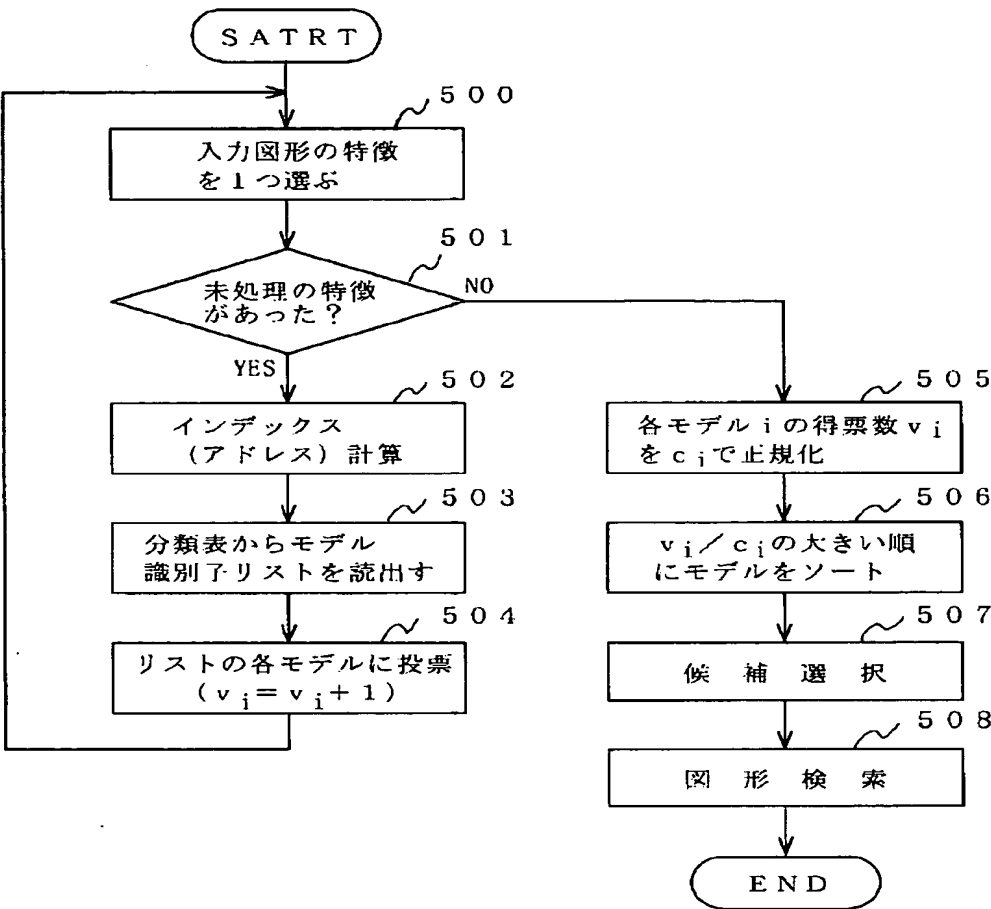 SATRT
500
入力図形の特徴
を1つ選ぶ
501
未処理の特徴
があった?
NO
YES
502
インデックス
(アドレス)計算
503
分類表からモデル
識別子リストを読出す
504
リストの各モデルに投票
(vi=vi+1)
505
各モデルiの得票数vi
をciで正規化
506
vi/ciの大きい順
にモデルをソート
507
候補選択
508
図形検索
END